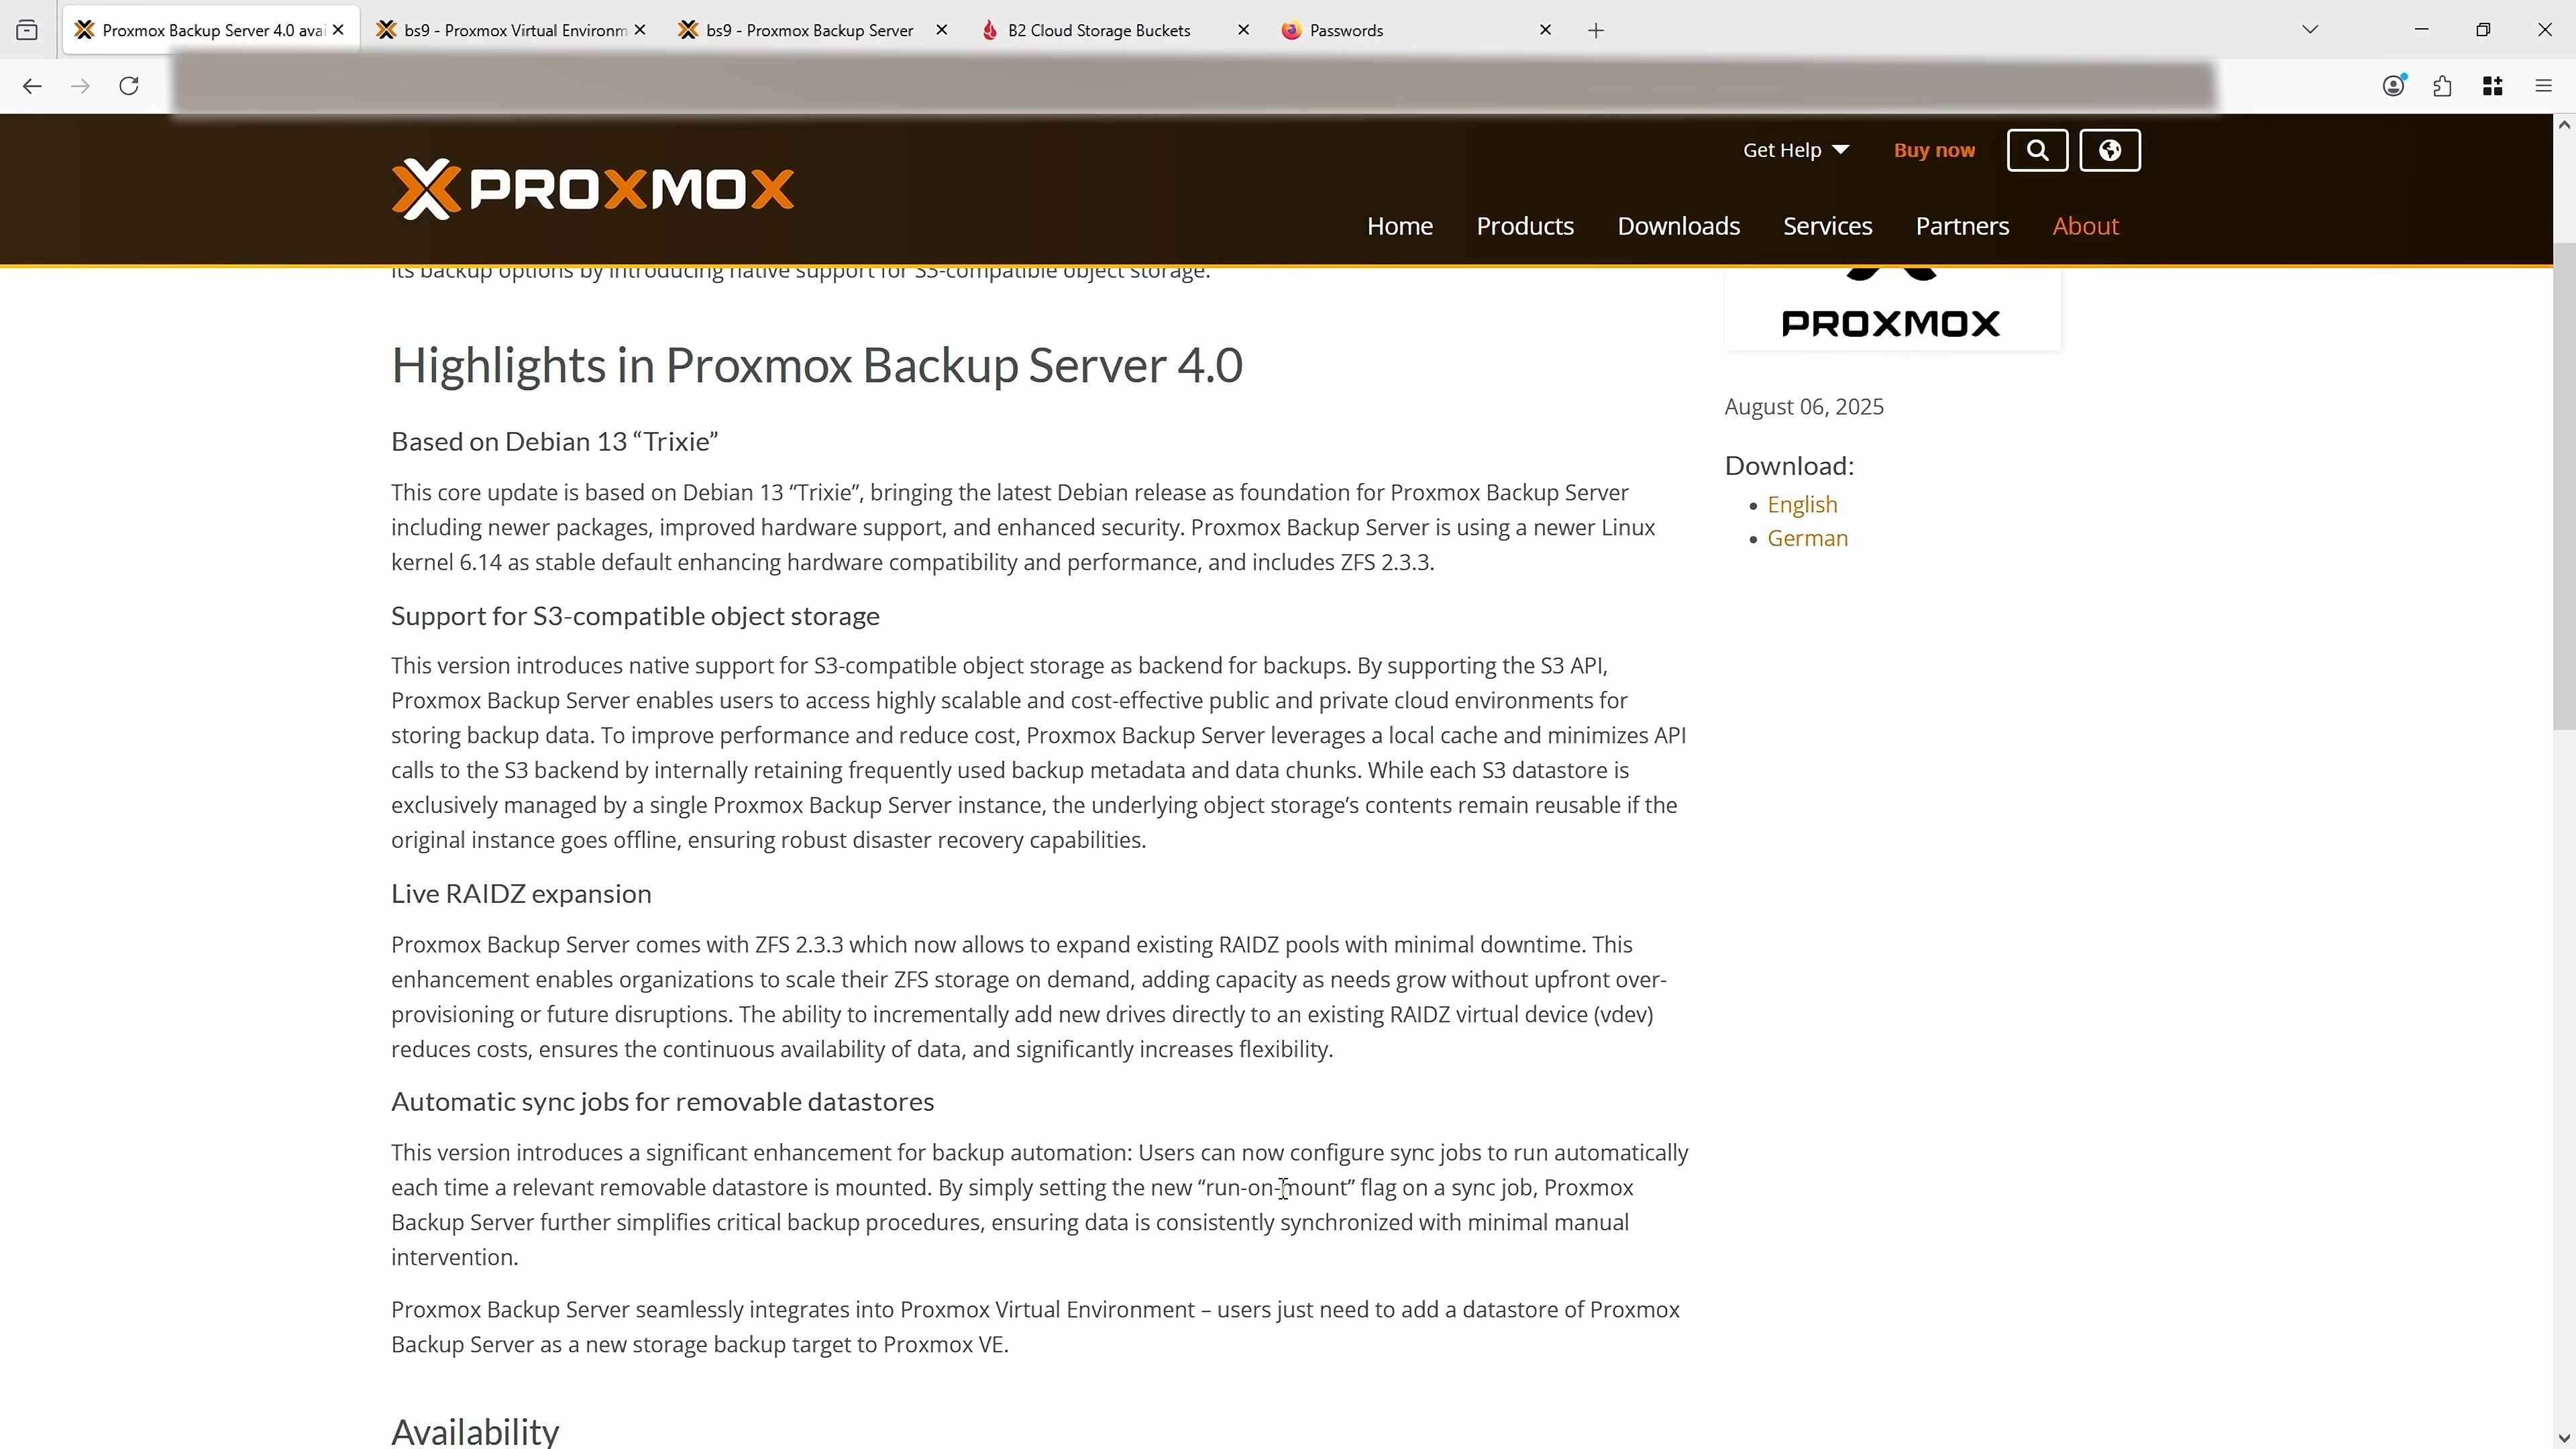 Proxmox Backup Server 4.0 avai
bs9 - Proxmox Virtual Environm
bs9 - Proxmox Backup Server
B2 Cloud Storage Buckets
Passwords
PROXMOX
Get Help
Buy now
Home
Products
Downloads
Services
Partners
About
its backup options by introducing native support for S3-compatible object storage.
Highlights in Proxmox Backup Server 4.0
Based on Debian 13 “Trixie”
This core update is based on Debian 13 “Trixie”, bringing the latest Debian release as foundation for Proxmox Backup Server
including newer packages, improved hardware support, and enhanced security. Proxmox Backup Server is using a newer Linux
kernel 6.14 as stable default enhancing hardware compatibility and performance, and includes ZFS 2.3.3.
Support for S3-compatible object storage
This version introduces native support for S3-compatible object storage as backend for backups. By supporting the S3 API,
Proxmox Backup Server enables users to access highly scalable and cost-effective public and private cloud environments for
storing backup data. To improve performance and reduce cost, Proxmox Backup Server leverages a local cache and minimizes API
calls to the S3 backend by internally retaining frequently used backup metadata and data chunks. While each S3 datastore is
exclusively managed by a single Proxmox Backup Server instance, the underlying object storage’s contents remain reusable if the
original instance goes offline, ensuring robust disaster recovery capabilities.
Live RAIDZ expansion
Proxmox Backup Server comes with ZFS 2.3.3 which now allows to expand existing RAIDZ pools with minimal downtime. This
enhancement enables organizations to scale their ZFS storage on demand, adding capacity as needs grow without upfront over-
provisioning or future disruptions. The ability to incrementally add new drives directly to an existing RAIDZ virtual device (vdev)
reduces costs, ensures the continuous availability of data, and significantly increases flexibility.
Automatic sync jobs for removable datastores
This version introduces a significant enhancement for backup automation: Users can now configure sync jobs to run automatically
each time a relevant removable datastore is mounted. By simply setting the new “run-on-mount” flag on a sync job, Proxmox
Backup Server further simplifies critical backup procedures, ensuring data is consistently synchronized with minimal manual
intervention.
Proxmox Backup Server seamlessly integrates into Proxmox Virtual Environment – users just need to add a datastore of Proxmox
Backup Server as a new storage backup target to Proxmox VE.
Availability
PROXMOX
August 06, 2025
Download:
• English
• German